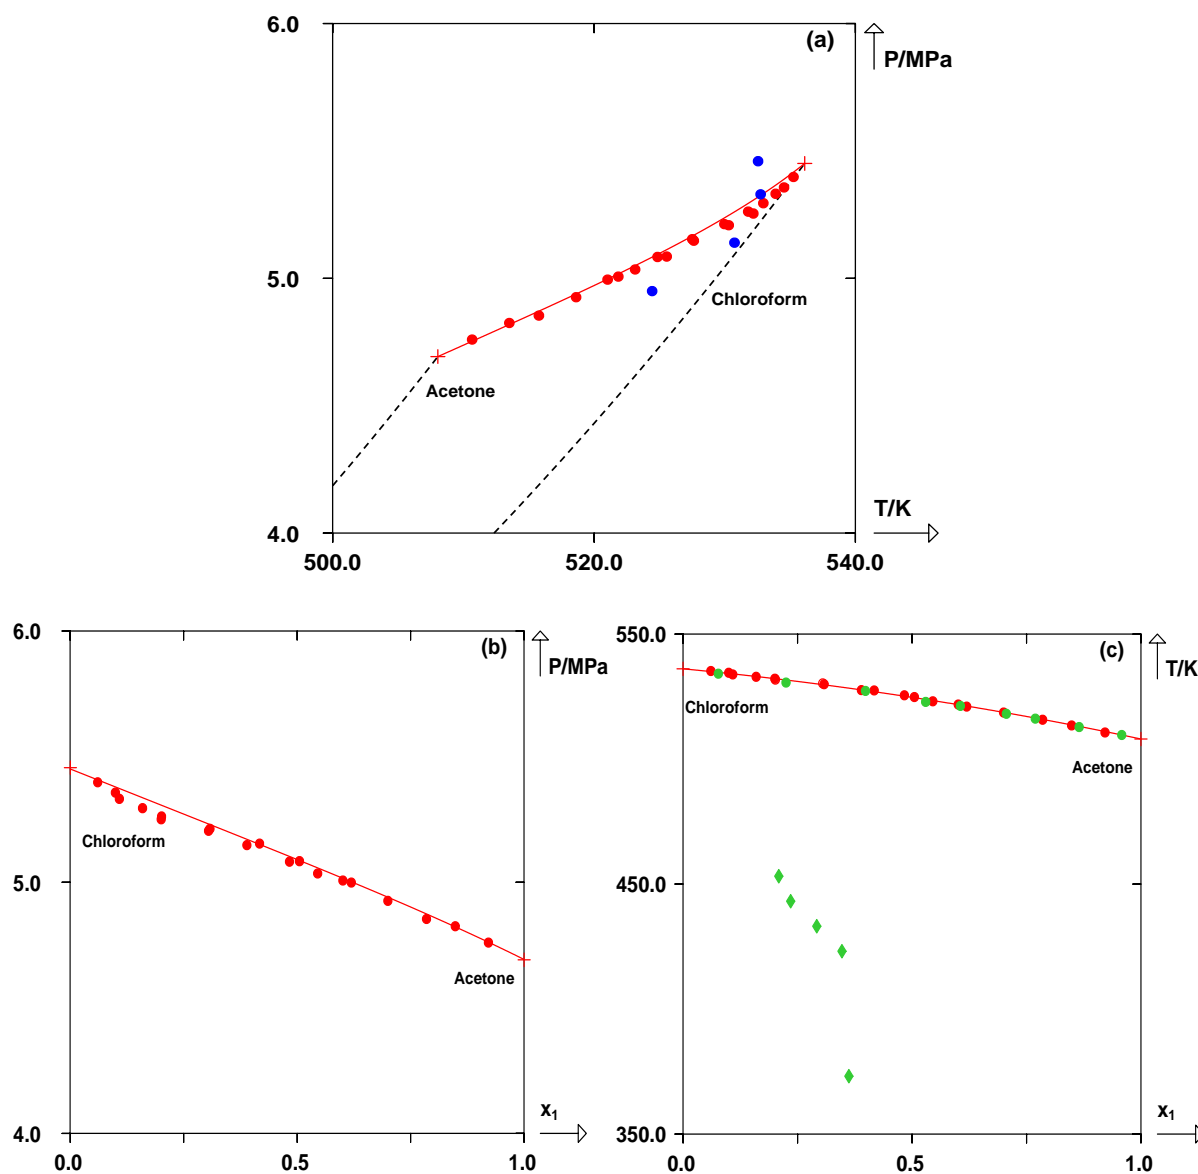 6.0
(a)
P/MPa
5.0
Chloroform
Acetone
T/K
4.0
500.0
520.0
540.0
6.0
(b)
P/MPa
Chloroform
5.0
Acetone
x₁
4.0
0.0
0.5
1.0
550.0
(c)
T/K
Chloroform
Acetone
450.0
x₁
350.0
0.0
0.5
1.0